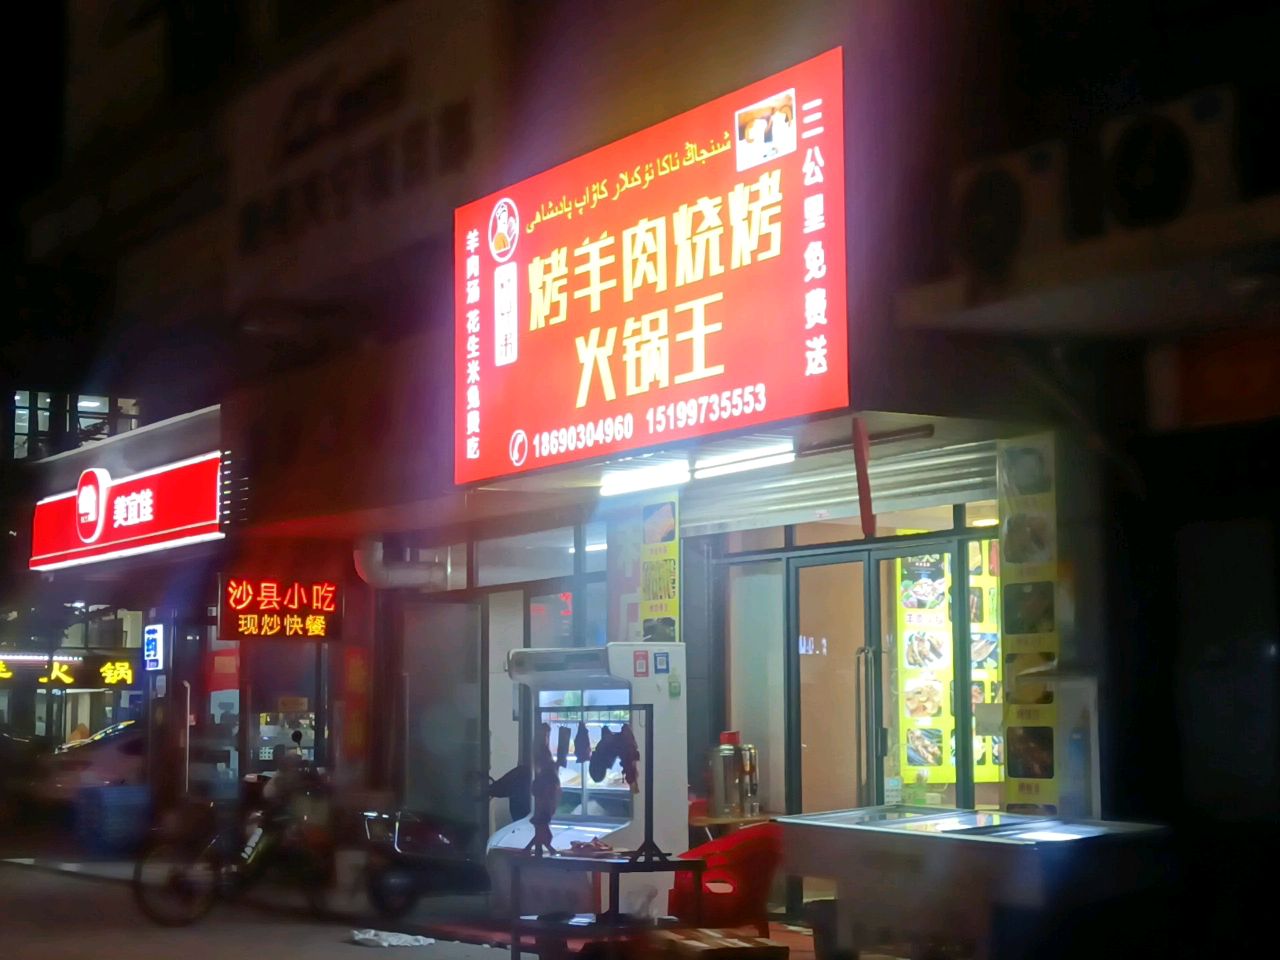 شىنجاڭ ئاكا ئۇكىلار كاۋاپ پادىشاھى
烤羊肉烧烤
火锅王
18690304960 15199735553
羊肉汤花生米免费吃
三公里免费送
美宜佳
沙县小吃
现炒快餐
火锅